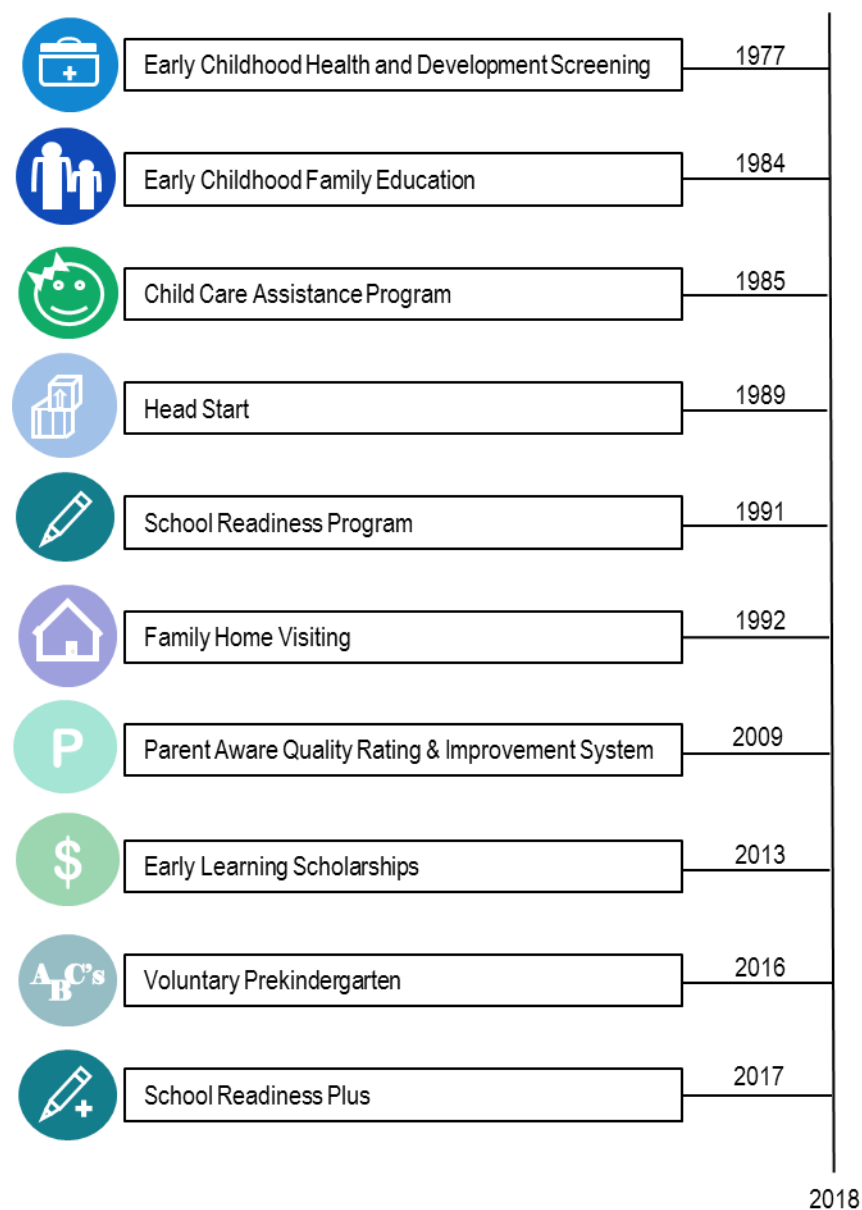 Early Childhood Health and Development Screening 1977
Early Childhood Family Education 1984
Child Care Assistance Program 1985
Head Start 1989
School Readiness Program 1991
Family Home Visiting 1992
P Parent Aware Quality Rating & Improvement System 2009
$ Early Learning Scholarships 2013
ABC's Voluntary Prekindergarten 2016
School Readiness Plus 2017
2018